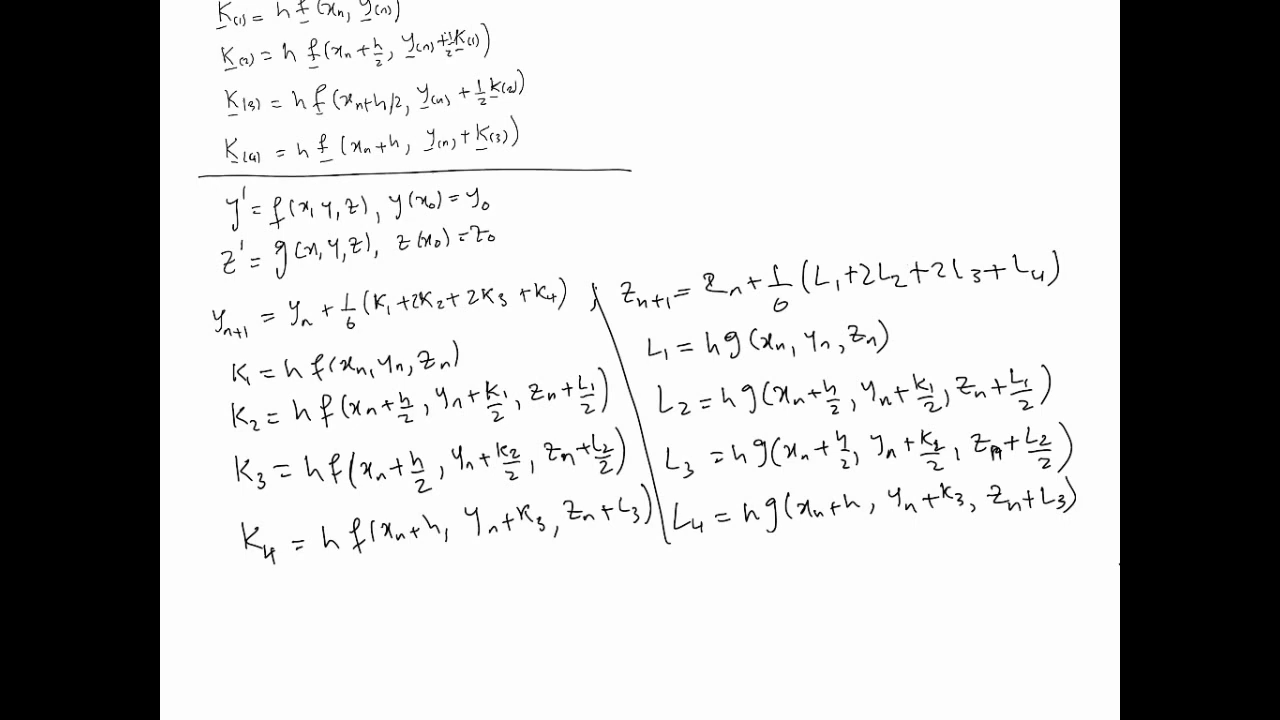 K(1) = h f(xn, y(n))
K(2) = h f(xn + h/2, y(n) + 1/2 K(1))
K(3) = h f(xn+h/2, y(n) + 1/2 K(2))
K(4) = h f(xn+h, y(n) + K(3))
y' = f(x, y, z), y(x0) = y0
z' = g(x, y, z), z(x0) = z0
yn+1 = yn + 1/6 (K1 + 2K2 + 2K3 + K4) ; zn+1 = zn + 1/6 (L1 + 2L2 + 2L3 + L4)
K1 = h f(xn, yn, zn)
K2 = h f(xn + h/2, yn + K1/2, zn + L1/2)
K3 = h f(xn + h/2, yn + K2/2, zn + L2/2)
K4 = h f(xn+h, yn+K3, zn+L3)
L1 = h g(xn, yn, zn)
L2 = h g(xn + h/2, yn + K1/2, zn + L1/2)
L3 = h g(xn + h/2, yn + K2/2, zn + L2/2)
L4 = h g(xn+h, yn+K3, zn+L3)